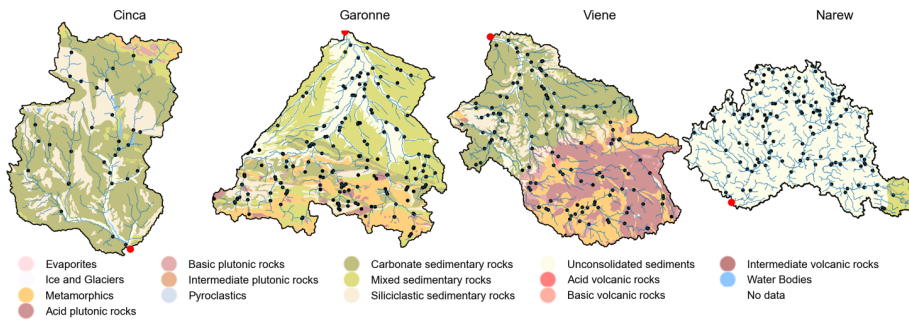 Cinca Garonne Viene Narew
Evaporites Basic plutonic rocks Carbonate sedimentary rocks Unconsolidated sediments Intermediate volcanic rocks
Ice and Glaciers Intermediate plutonic rocks Mixed sedimentary rocks Acid volcanic rocks Water Bodies
Metamorphics Pyroclastics Siliciclastic sedimentary rocks Basic volcanic rocks No data
Acid plutonic rocks